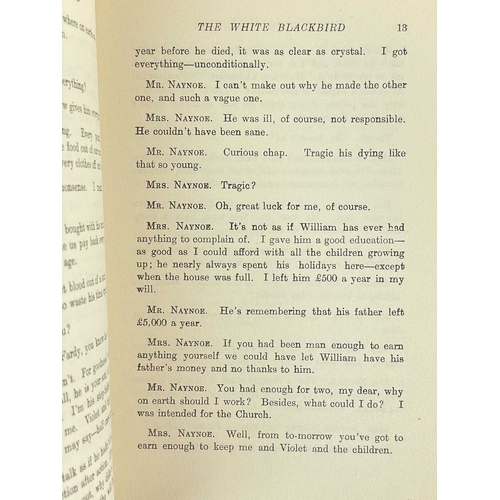 THE WHITE BLACKBIRD 13
year before he died, it was as clear as crystal. I got
everything—unconditionally.
MR. NAYNOE. I can't make out why he made the other
one, and such a vague one.
MRS. NAYNOE. He was ill, of course, not responsible.
He couldn't have been sane.
MR. NAYNOE. Curious chap. Tragic his dying like
that so young.
MRS. NAYNOE. Tragic?
MR. NAYNOE. Oh, great luck for me, of course.
MRS. NAYNOE. It's not as if William has ever had
anything to complain of. I gave him a good education—
as good as I could afford with all the children growing
up; he nearly always spent his holidays here—except
when the house was full. I left him £500 a year in my
will.
MR. NAYNOE. He's remembering that his father left
£5,000 a year.
MRS. NAYNOE. If you had been man enough to earn
anything yourself we could have let William have his
father's money and no thanks to him.
MR. NAYNOE. You had enough for two, my dear, why
on earth should I work? Besides, what could I do? I
was intended for the Church.
MRS. NAYNOE. Well, from to-morrow you've got to
earn enough to keep me and Violet and the children.